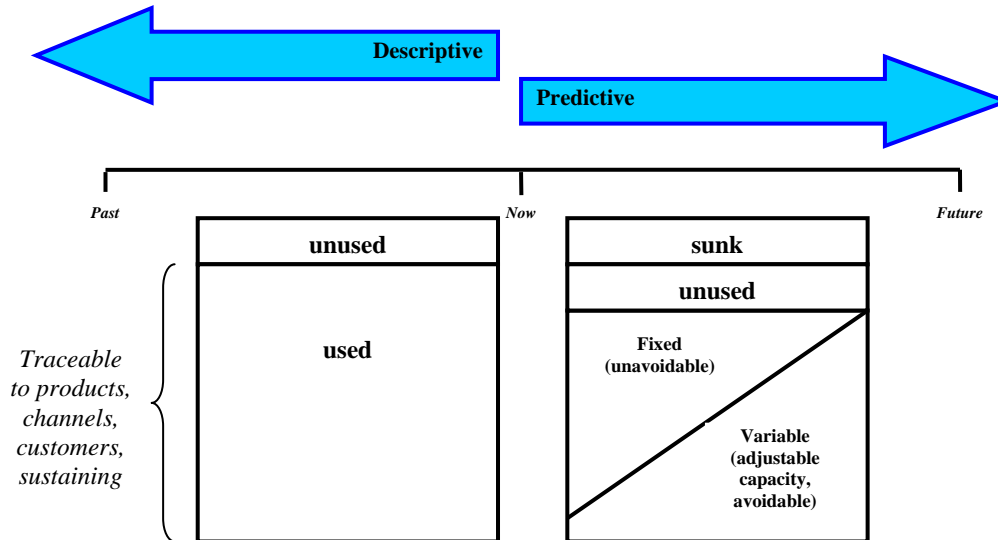 Descriptive
Predictive
Past
Now
Future
unused
sunk
unused
used
Fixed
(unavoidable)
Traceable
to products,
channels,
customers,
sustaining
Variable
(adjustable
capacity,
avoidable)